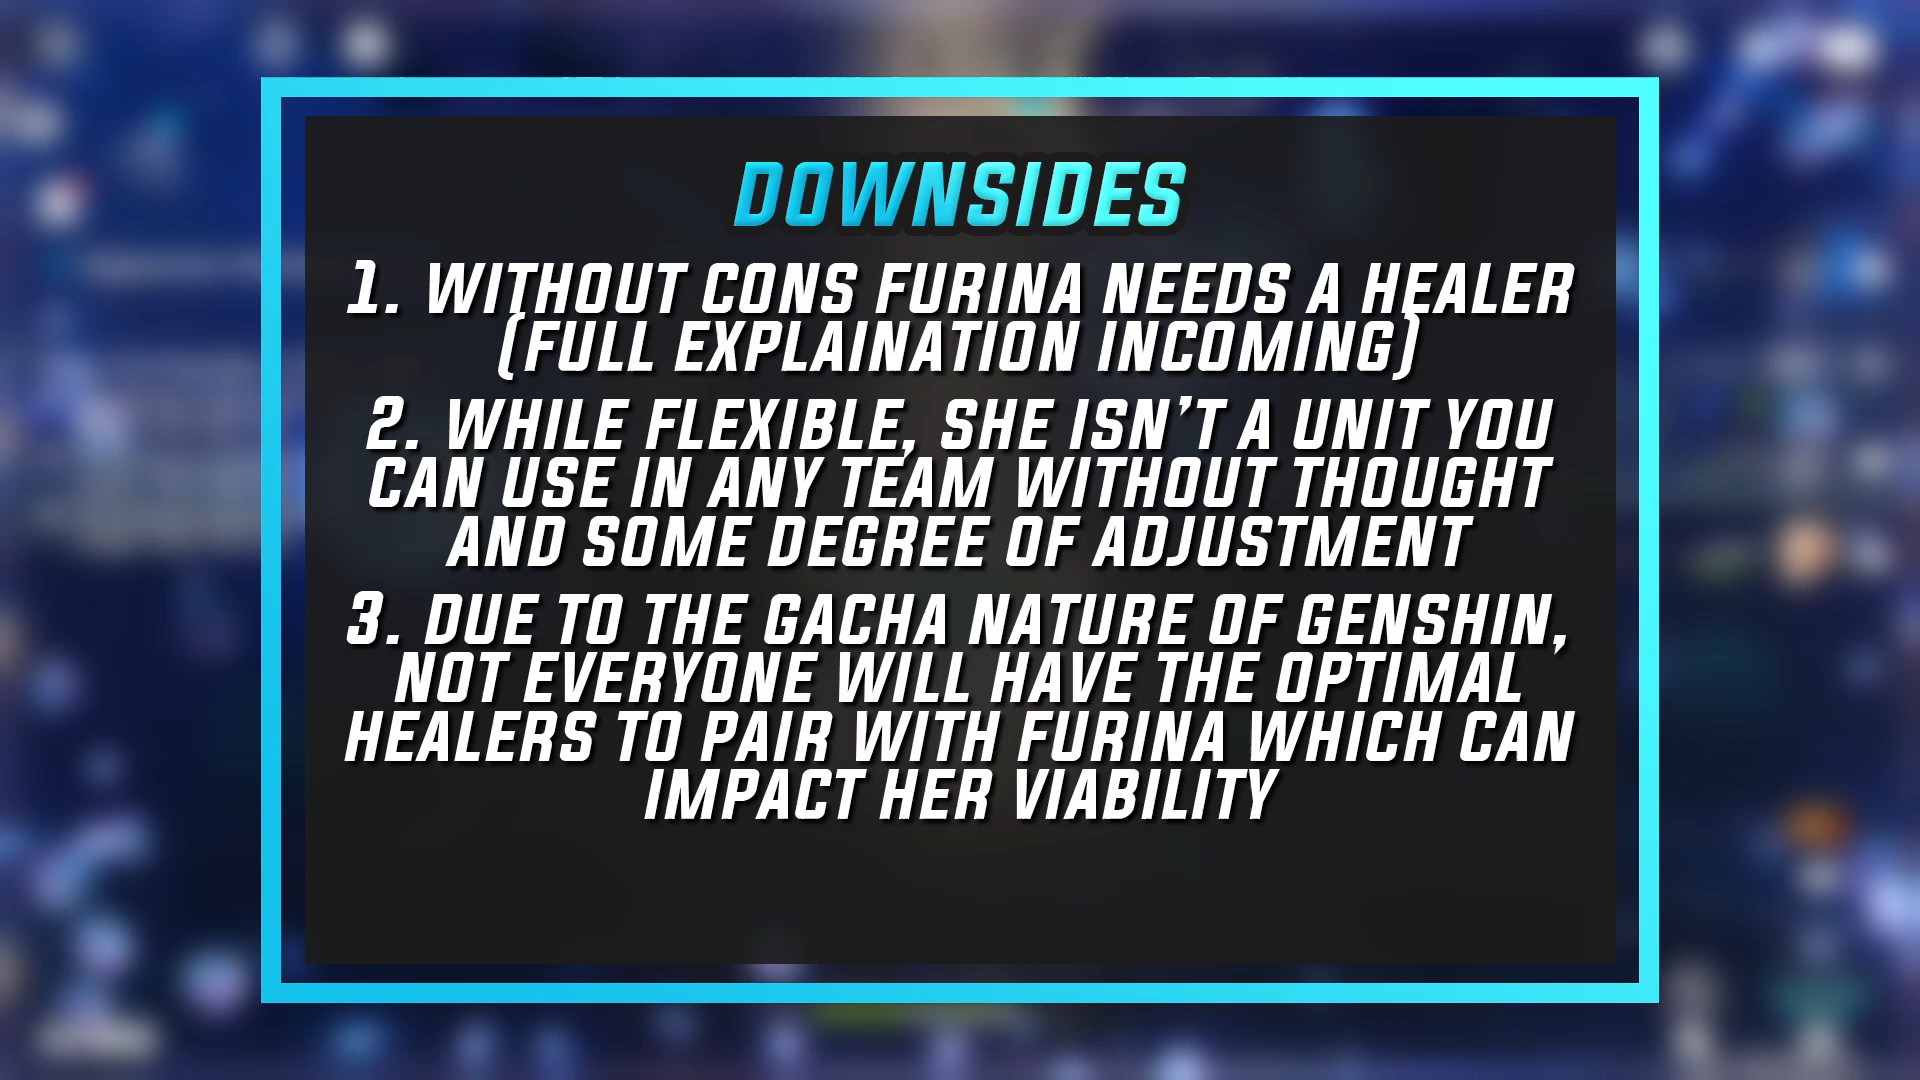 DOWNSIDES
1. WITHOUT CONS FURINA NEEDS A HEALER
(FULL EXPLAINATION INCOMING)
2. WHILE FLEXIBLE, SHE ISN'T A UNIT YOU
CAN USE IN ANY TEAM WITHOUT THOUGHT
AND SOME DEGREE OF ADJUSTMENT
3. DUE TO THE GACHA NATURE OF GENSHIN,
NOT EVERYONE WILL HAVE THE OPTIMAL
HEALERS TO PAIR WITH FURINA WHICH CAN
IMPACT HER VIABILITY